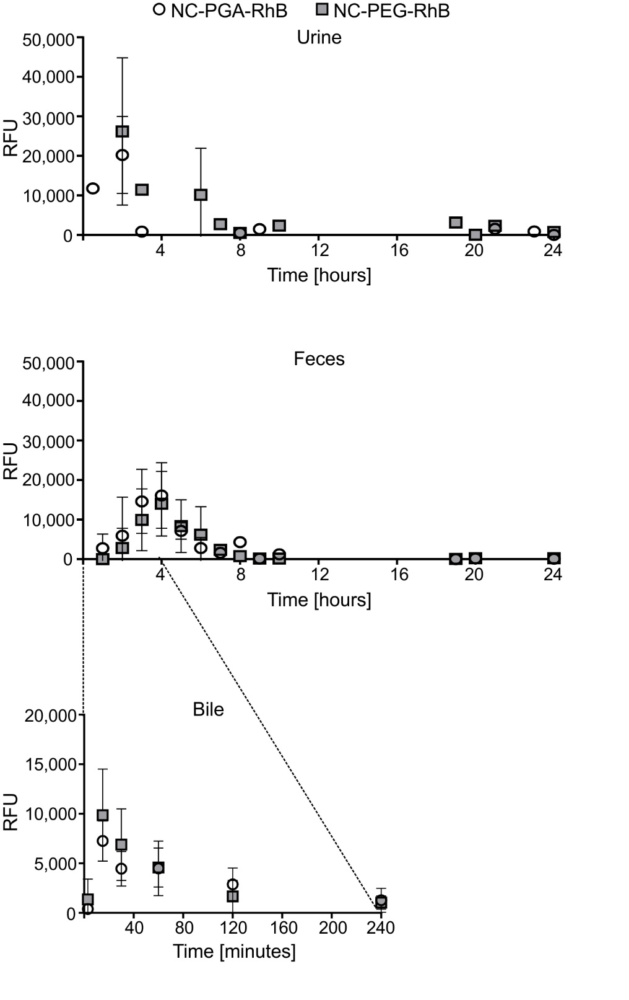 NC-PGA-RhB NC-PEG-RhB
Urine
50,000
40,000
30,000
20,000
10,000
0
RFU
4 8 12 16 20 24
Time [hours]
Feces
50,000
40,000
30,000
20,000
10,000
0
RFU
4 8 12 16 20 24
Time [hours]
Bile
20,000
15,000
10,000
5,000
0
RFU
40 80 120 160 200 240
Time [minutes]